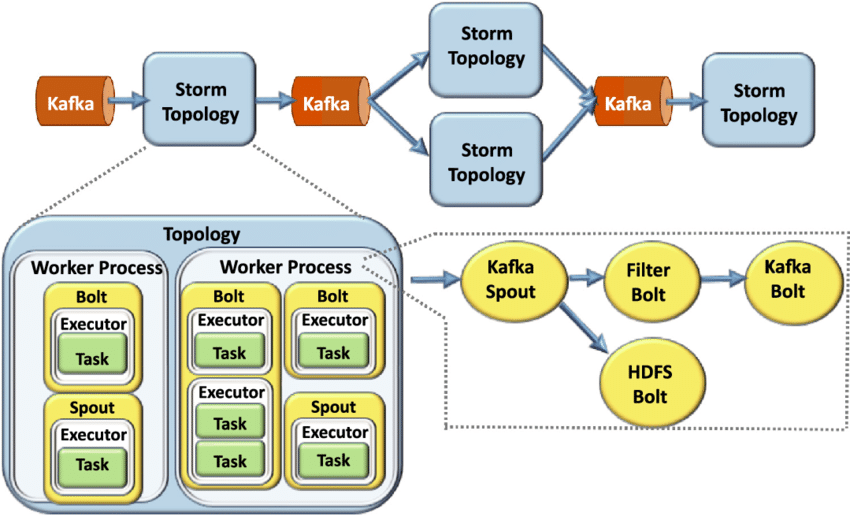 Kafka
Storm
Topology
Kafka
Storm
Topology
Storm
Topology
Kafka
Storm
Topology
Topology
Worker Process
Bolt
Executor
Task
Spout
Executor
Task
Worker Process
Bolt
Executor
Task
Executor
Task
Task
Bolt
Executor
Task
Spout
Executor
Task
Kafka
Spout
Filter
Bolt
Kafka
Bolt
HDFS
Bolt